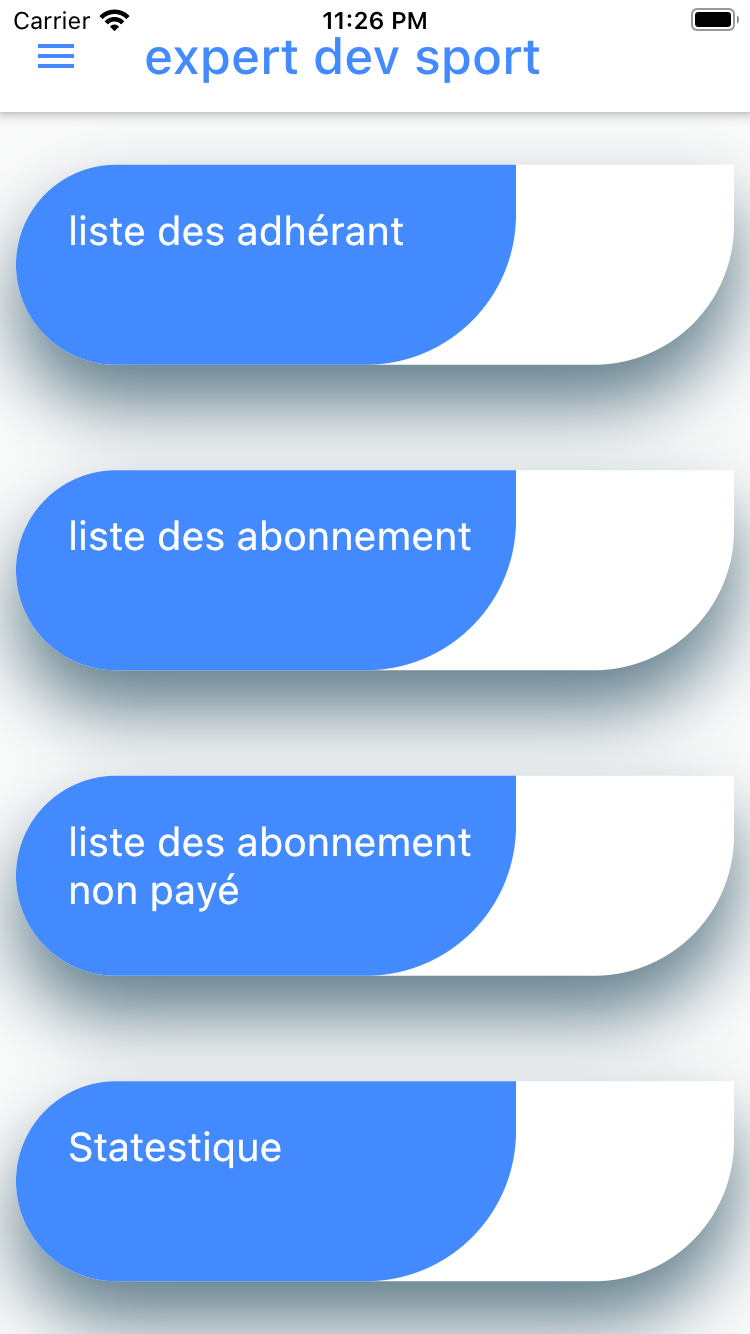 Carrier 11:26 PM
expert dev sport
liste des adhérant
liste des abonnement
liste des abonnement
non payé
Statestique